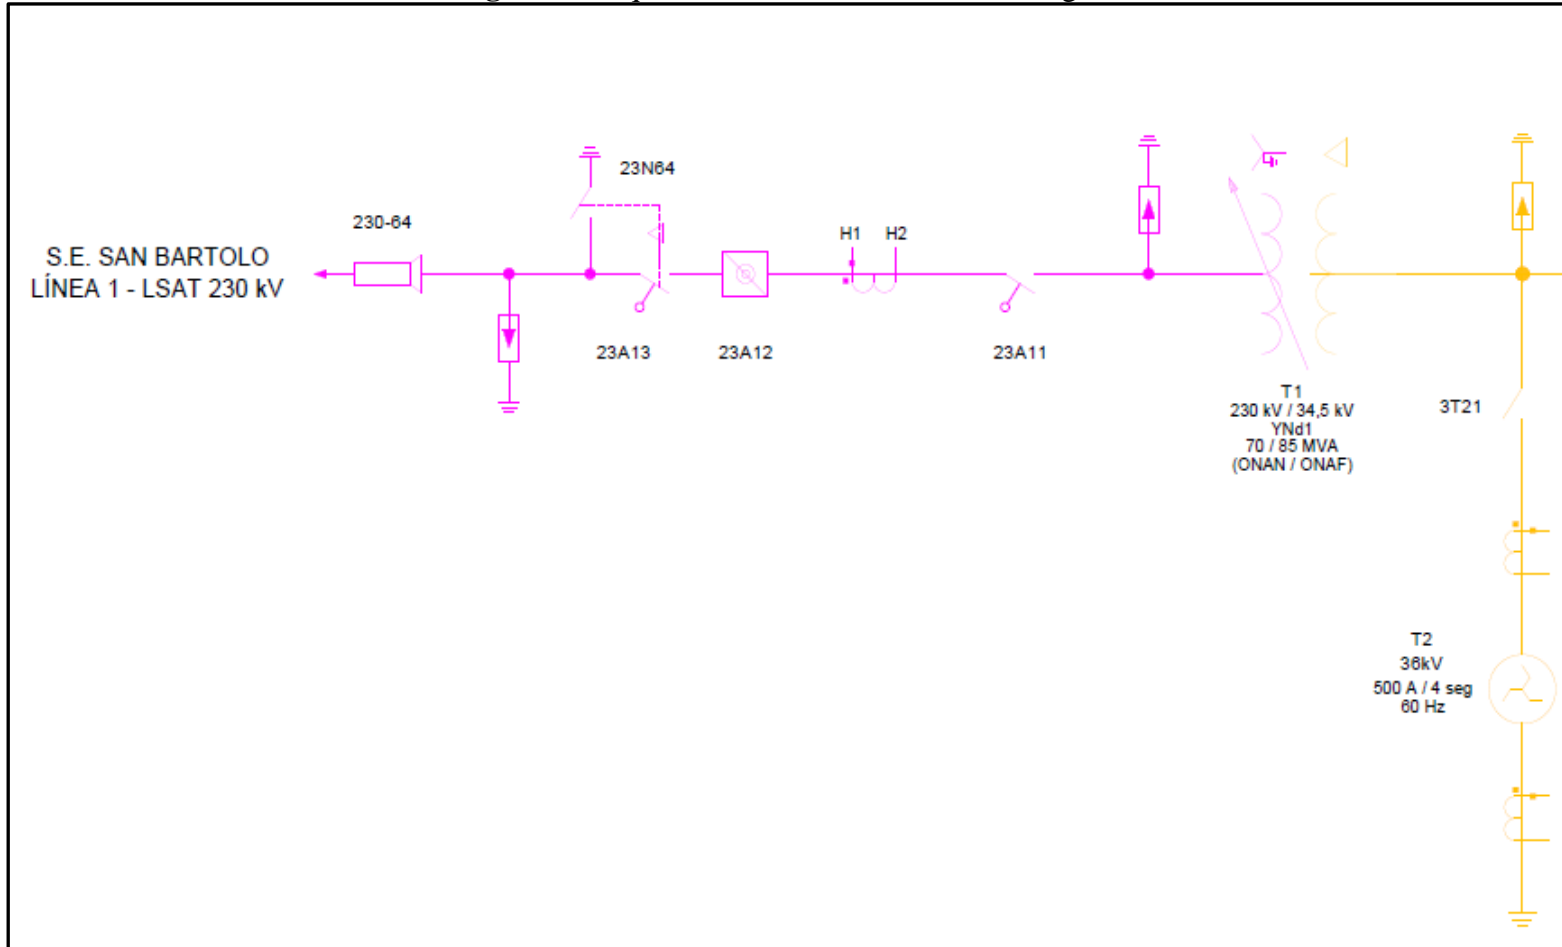 23N64
230-64
S.E. SAN BARTOLO
LÍNEA 1 - LSAT 230 kV
H1
H2
23A13
23A12
23A11
T1
230 kV / 34,5 kV
YNd1
70 / 85 MVA
(ONAN / ONAF)
3T21
T2
36kV
500 A / 4 seg
60 Hz